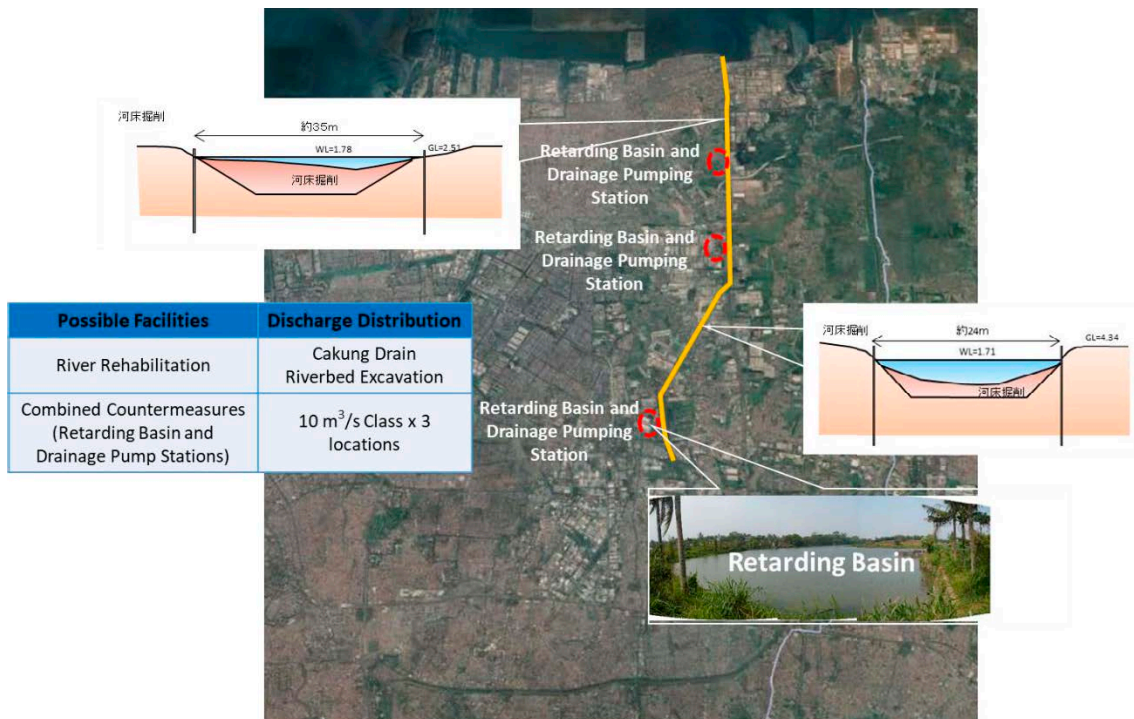 河床掘削
約35m
WL=1.78
GL=2.51
河床掘削
Retarding Basin and
Drainage Pumping
Station
Retarding Basin and
Drainage Pumping
Station
Possible Facilities
Discharge Distribution
River Rehabilitation
Cakung Drain
Riverbed Excavation
Combined Countermeasures
(Retarding Basin and
Drainage Pump Stations)
10 m³/s Class x 3
locations
河床掘削
約24m
WL=1.71
GL=4.34
河床掘削
Retarding Basin and
Drainage Pumping
Station
Retarding Basin